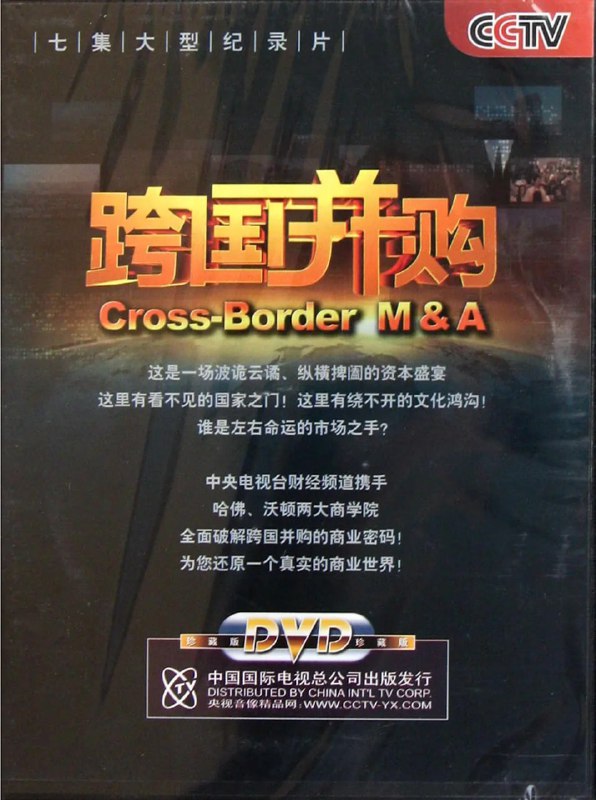 ｜七｜集｜大｜型｜纪｜录｜片｜
CCTV
跨国并购
Cross-Border M & A
这是一场波诡云谲、纵横捭阖的资本盛宴
这里有看不见的国家之门！这里有绕不开的文化鸿沟！
谁是左右命运的市场之手？
中央电视台财经频道携手
哈佛、沃顿两大商学院
全面破解跨国并购的商业密码！
为您还原一个真实的商业世界！
珍藏版 DVD 珍藏版
TV
中国国际电视总公司出版发行
DISTRIBUTED BY CHINA INT'L TV CORP.
央视音像精品网:WWW.CCTV-YX.COM